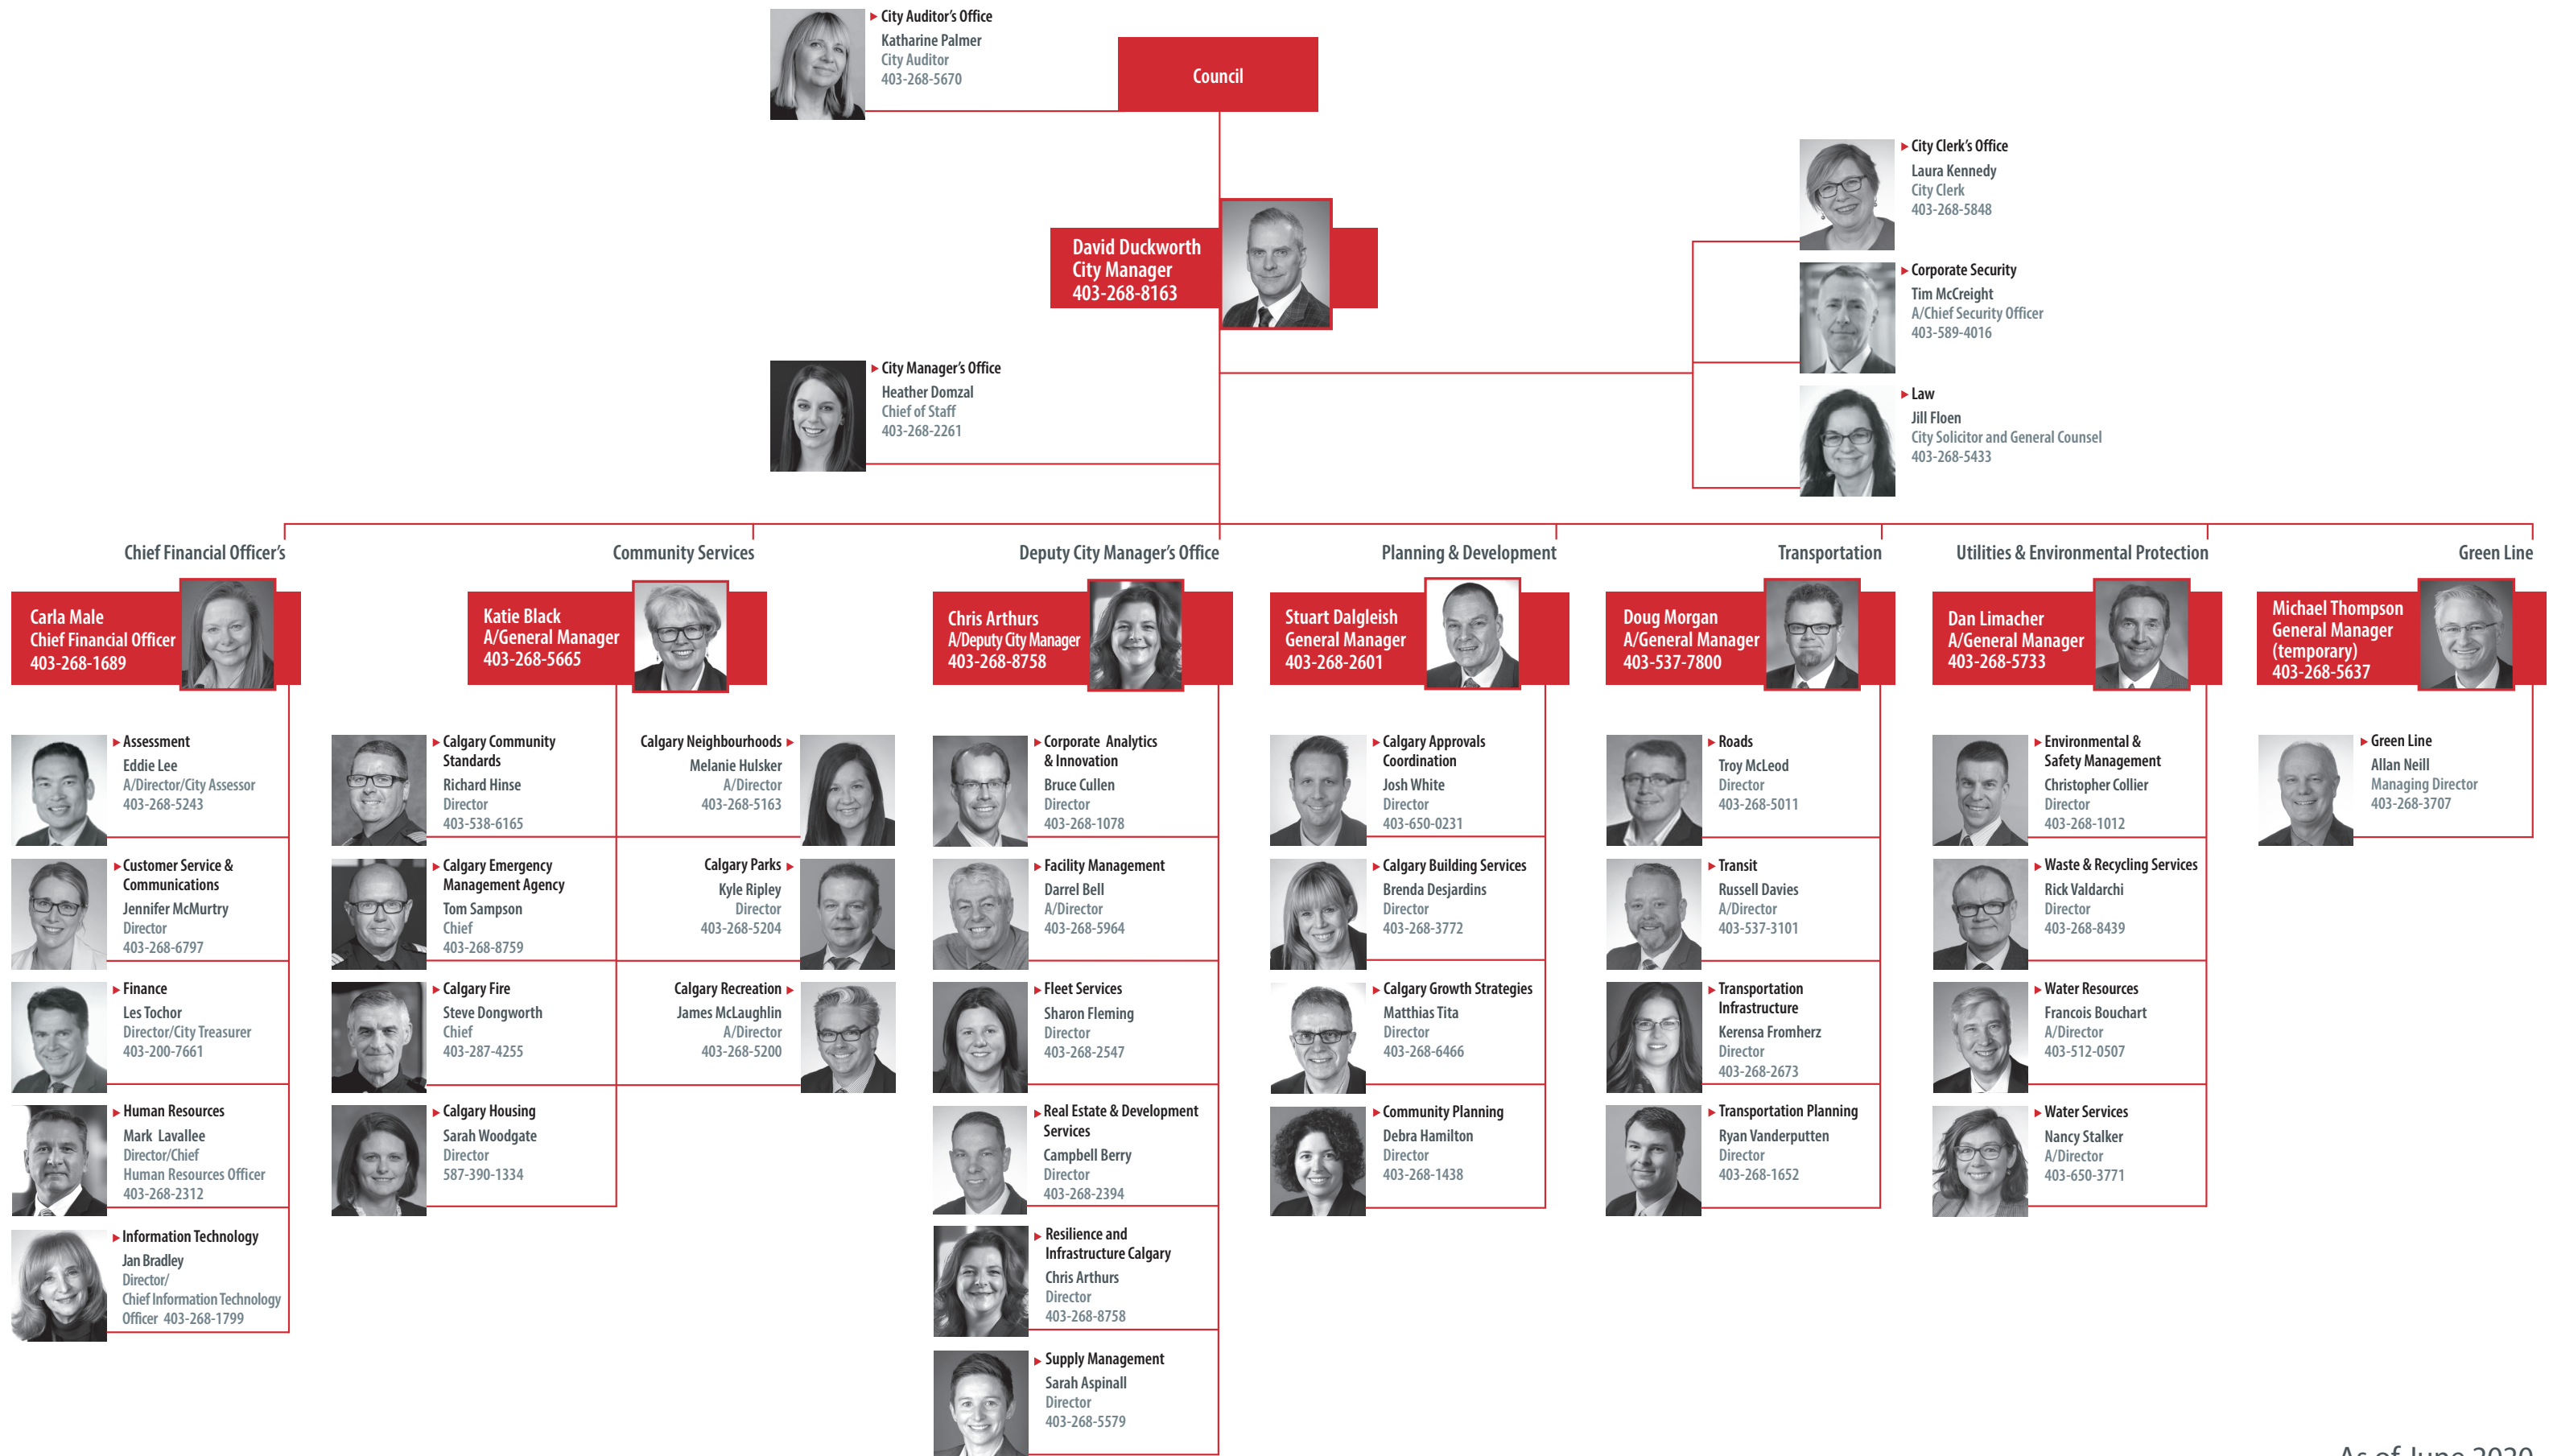 City Auditor's Office
Katharine Palmer
City Auditor
403-268-5670
Council
City Clerk's Office
Laura Kennedy
City Clerk
403-268-5848
David Duckworth
City Manager
403-268-8163
Corporate Security
Tim McCreight
A/Chief Security Officer
403-589-4016
City Manager's Office
Heather Domzal
Chief of Staff
403-268-2261
Law
Jill Floen
City Solicitor and General Counsel
403-268-5433
Chief Financial Officer's
Carla Male
Chief Financial Officer
403-268-1689
Assessment
Eddie Lee
A/Director/City Assessor
403-268-5243
Customer Service &
Communications
Jennifer McMurtry
Director
403-268-6797
Finance
Les Tochor
Director/City Treasurer
403-200-7661
Human Resources
Mark Lavallee
Director/Chief
Human Resources Officer
403-268-2312
Information Technology
Jan Bradley
Director/
Chief Information Technology
Officer 403-268-1799
Community Services
Katie Black
A/General Manager
403-268-5665
Calgary Community
Standards
Richard Hinse
Director
403-538-6165
Calgary Emergency
Management Agency
Tom Sampson
Chief
403-268-8759
Calgary Fire
Steve Dongworth
Chief
403-287-4255
Calgary Housing
Sarah Woodgate
Director
587-390-1334
Calgary Neighbourhoods
Melanie Hulsker
A/Director
403-268-5163
Calgary Parks
Kyle Ripley
Director
403-268-5204
Calgary Recreation
James McLaughlin
A/Director
403-268-5200
Deputy City Manager's Office
Chris Arthurs
A/Deputy City Manager
403-268-8758
Corporate Analytics
& Innovation
Bruce Cullen
Director
403-268-1078
Facility Management
Darrel Bell
A/Director
403-268-5964
Fleet Services
Sharon Fleming
Director
403-268-2547
Real Estate & Development
Services
Campbell Berry
Director
403-268-2394
Resilience and
Infrastructure Calgary
Chris Arthurs
Director
403-268-8758
Supply Management
Sarah Aspinall
Director
403-268-5579
Planning & Development
Stuart Dalgleish
General Manager
403-268-2601
Calgary Approvals
Coordination
Josh White
Director
403-650-0231
Calgary Building Services
Brenda Desjardins
Director
403-268-3772
Calgary Growth Strategies
Matthias Tita
Director
403-268-6466
Community Planning
Debra Hamilton
Director
403-268-1438
Transportation
Doug Morgan
A/General Manager
403-537-7800
Roads
Troy McLeod
Director
403-268-5011
Transit
Russell Davies
A/Director
403-537-3101
Transportation
Infrastructure
Kerensa Fromherz
Director
403-268-2673
Transportation Planning
Ryan Vanderputten
Director
403-268-1652
Utilities & Environmental Protection
Dan Limacher
A/General Manager
403-268-5733
Environmental &
Safety Management
Christopher Collier
Director
403-268-1012
Waste & Recycling Services
Rick Valdarchi
Director
403-268-8439
Water Resources
Francois Bouchart
A/Director
403-512-0507
Water Services
Nancy Stalker
A/Director
403-650-3771
Green Line
Michael Thompson
General Manager
(temporary)
403-268-5637
Green Line
Allan Neill
Managing Director
403-268-3707
As of June 2020